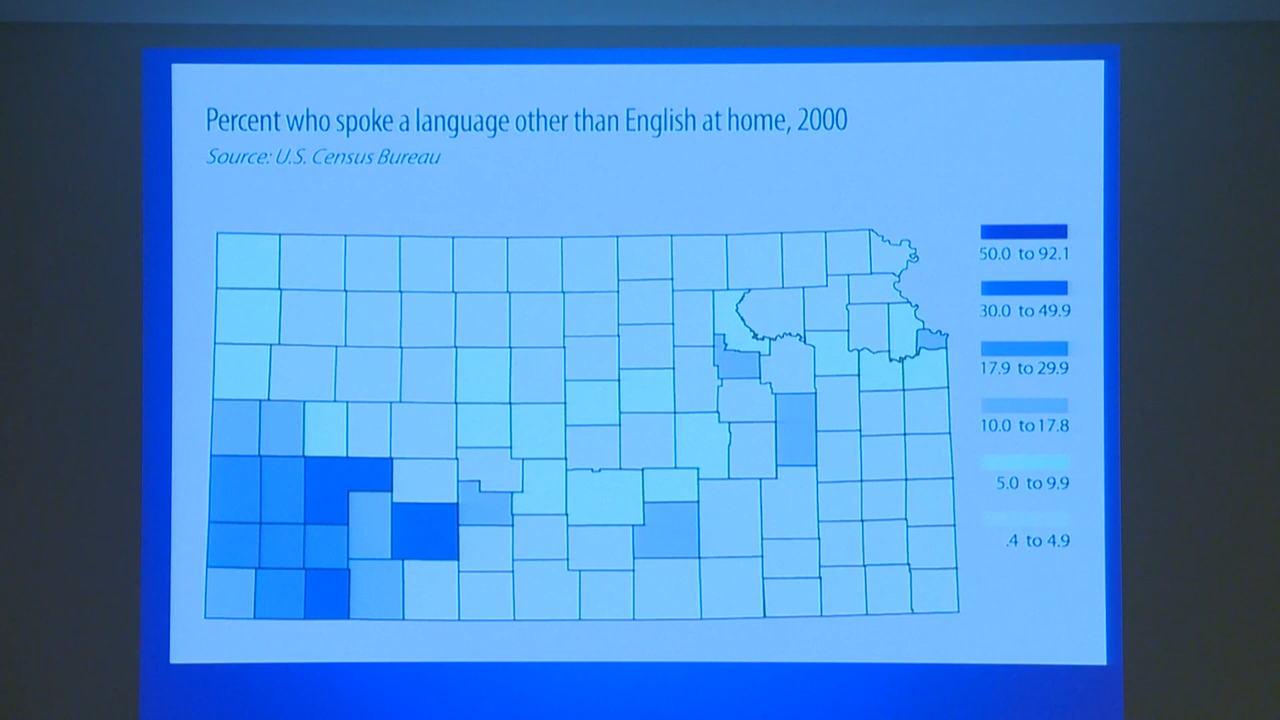 Percent who spoke a language other than English at home, 2000
Source: U.S. Census Bureau
50.0 to 92.1
30.0 to 49.9
17.9 to 29.9
10.0 to 17.8
5.0 to 9.9
.4 to 4.9